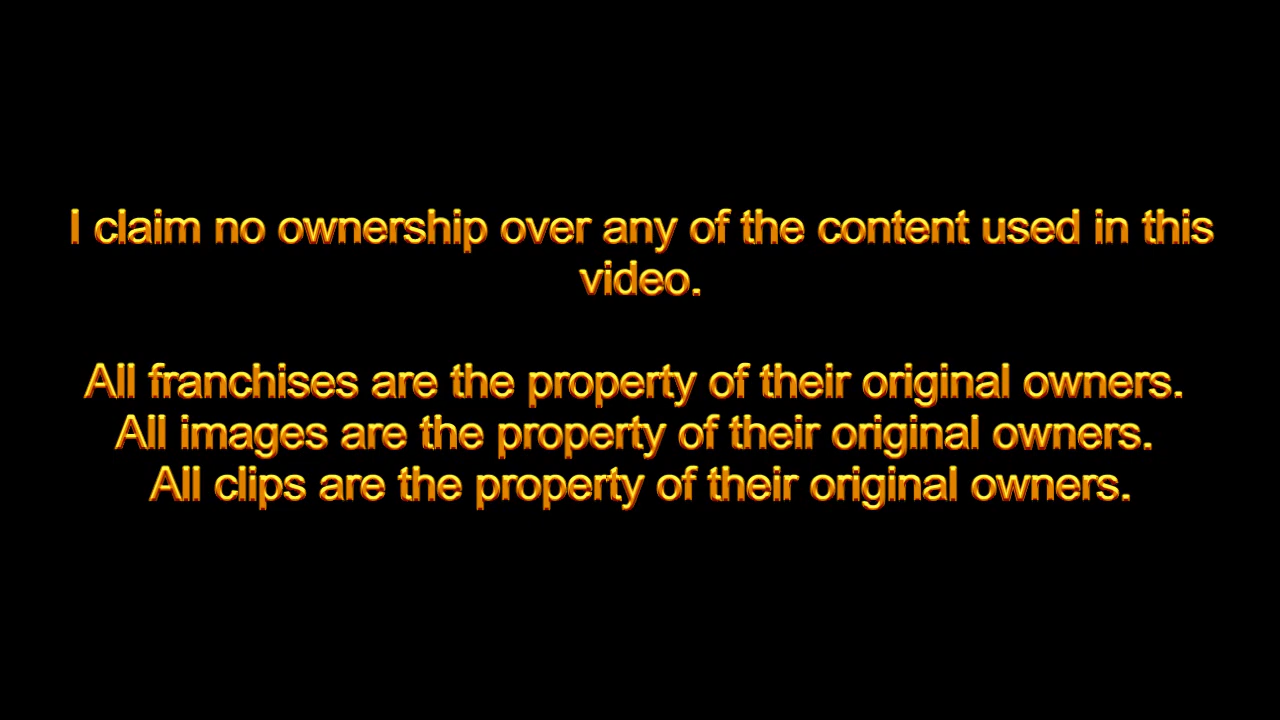 I claim no ownership over any of the content used in this
video.
All franchises are the property of their original owners.
All images are the property of their original owners.
All clips are the property of their original owners.